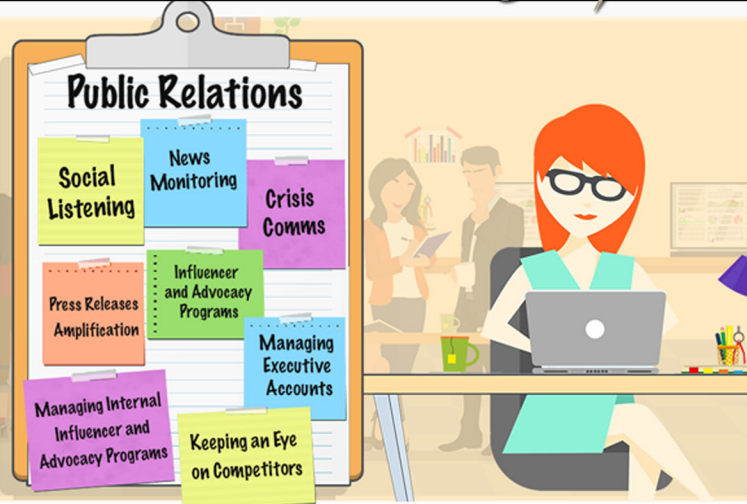 Public Relations
Social
Listening
News
Monitoring
Crisis
Comms
Press Releases
Amplification
Influencer
and Advocacy
Programs
Managing
Executive
Accounts
Managing Internal
Influencer and
Advocacy Programs
Keeping an Eye
on Competitors